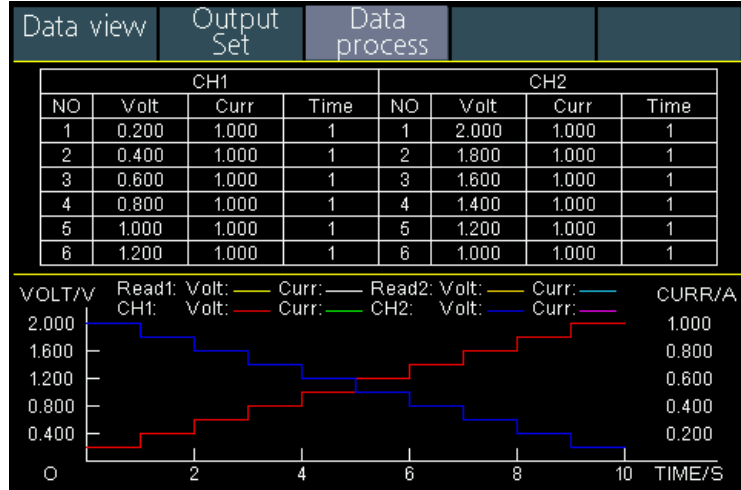 Data view Output Set Data process
CH1 CH2
NO Volt Curr Time NO Volt Curr Time
1 0.200 1.000 1 1 2.000 1.000 1
2 0.400 1.000 1 2 1.800 1.000 1
3 0.600 1.000 1 3 1.600 1.000 1
4 0.800 1.000 1 4 1.400 1.000 1
5 1.000 1.000 1 5 1.200 1.000 1
6 1.200 1.000 1 6 1.000 1.000 1
VOLT/V Read1: Volt: Curr: Read2: Volt: Curr: CURR/A
CH1: Volt: Curr: CH2: Volt: Curr:
2.000 1.000
1.600 0.800
1.200 0.600
0.800 0.400
0.400 0.200
O 2 4 6 8 10 TIME/S